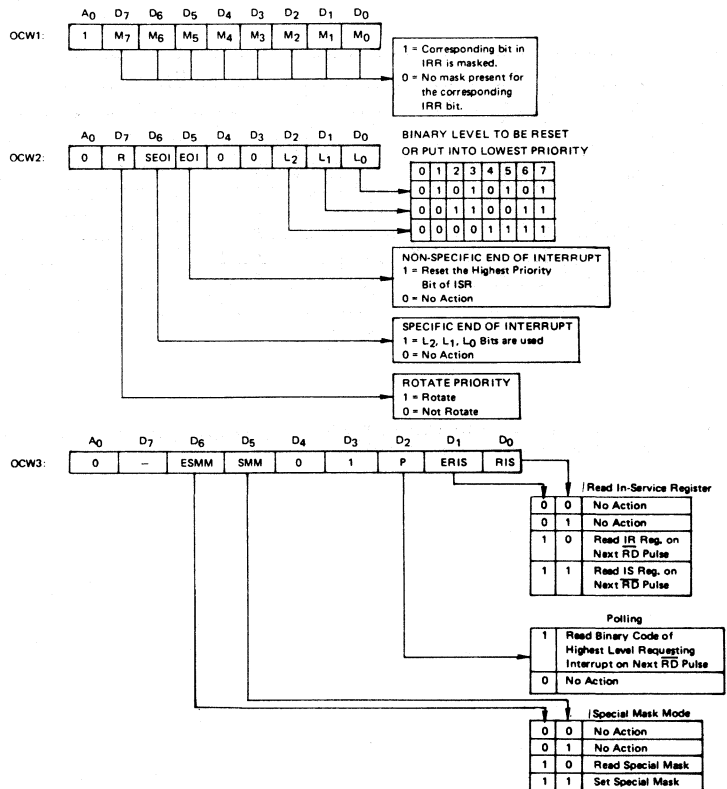 A0 D7 D6 D5 D4 D3 D2 D1 D0
OCW1: 1 M7 M6 M5 M4 M3 M2 M1 M0
1 = Corresponding bit in
IRR is masked.
0 = No mask present for
the corresponding
IRR bit.
A0 D7 D6 D5 D4 D3 D2 D1 D0
OCW2: 0 R SEOI EOI 0 0 L2 L1 L0
BINARY LEVEL TO BE RESET
OR PUT INTO LOWEST PRIORITY
0 1 2 3 4 5 6 7
0 1 0 1 0 1 0 1
0 0 1 1 0 0 1 1
0 0 0 0 1 1 1 1
NON-SPECIFIC END OF INTERRUPT
1 = Reset the Highest Priority
Bit of ISR
0 = No Action
SPECIFIC END OF INTERRUPT
1 = L2, L1, L0 Bits are used
0 = No Action
ROTATE PRIORITY
1 = Rotate
0 = Not Rotate
A0 D7 D6 D5 D4 D3 D2 D1 D0
OCW3: 0 – ESMM SMM 0 1 P ERIS RIS
Read In-Service Register
0 0 No Action
0 1 No Action
1 0 Read IR Reg. on
Next RD Pulse
1 1 Read IS Reg. on
Next RD Pulse
Polling
1 Read Binary Code of
Highest Level Requesting
Interrupt on Next RD Pulse
0 No Action
Special Mask Mode
0 0 No Action
0 1 No Action
1 0 Read Special Mask
1 1 Set Special Mask